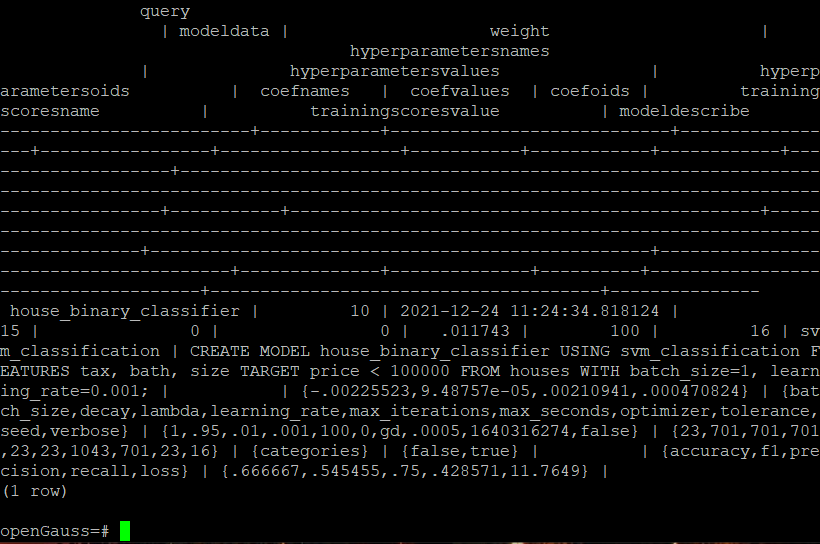 query
| modeldata | weight |
hyperparametersnames
| hyperparametersvalues | hyperp
arametersoids | coefnames | coefvalues | coefoids | training
scoresname | trainingscoresvalue | modeldescribe
-------------------------+------------+----------------------------+--------------
---+-----------------+------------------+-----------+------------+------------+---
-----------------+----------------------------------------------------------------
----------------------------------------------------------------------------------
----------------+-----------+-----------------------------------------------+-----
----------------------------------------------------------------------------------
--------------+--------------------------------------------------+----------------
-----------------------+--------------+-----------------+----------+--------------
--------------------+---------------------------------------+---------------
house_binary_classifier | 10 | 2021-12-24 11:24:34.818124 |
15 | 0 | 0 | .011743 | 100 | 16 | sv
m_classification | CREATE MODEL house_binary_classifier USING svm_classification F
EATURES tax, bath, size TARGET price < 100000 FROM houses WITH batch_size=1, learn
ing_rate=0.001; | | {-.00225523,9.48757e-05,.00210941,.000470824} | {bat
ch_size,decay,lambda,learning_rate,max_iterations,max_seconds,optimizer,tolerance,
seed,verbose} | {1,.95,.01,.001,100,0,gd,.0005,1640316274,false} | {23,701,701,701
,23,23,1043,701,23,16} | {categories} | {false,true} | | {accuracy,f1,pre
cision,recall,loss} | {.666667,.545455,.75,.428571,11.7649} |
(1 row)
openGauss=#